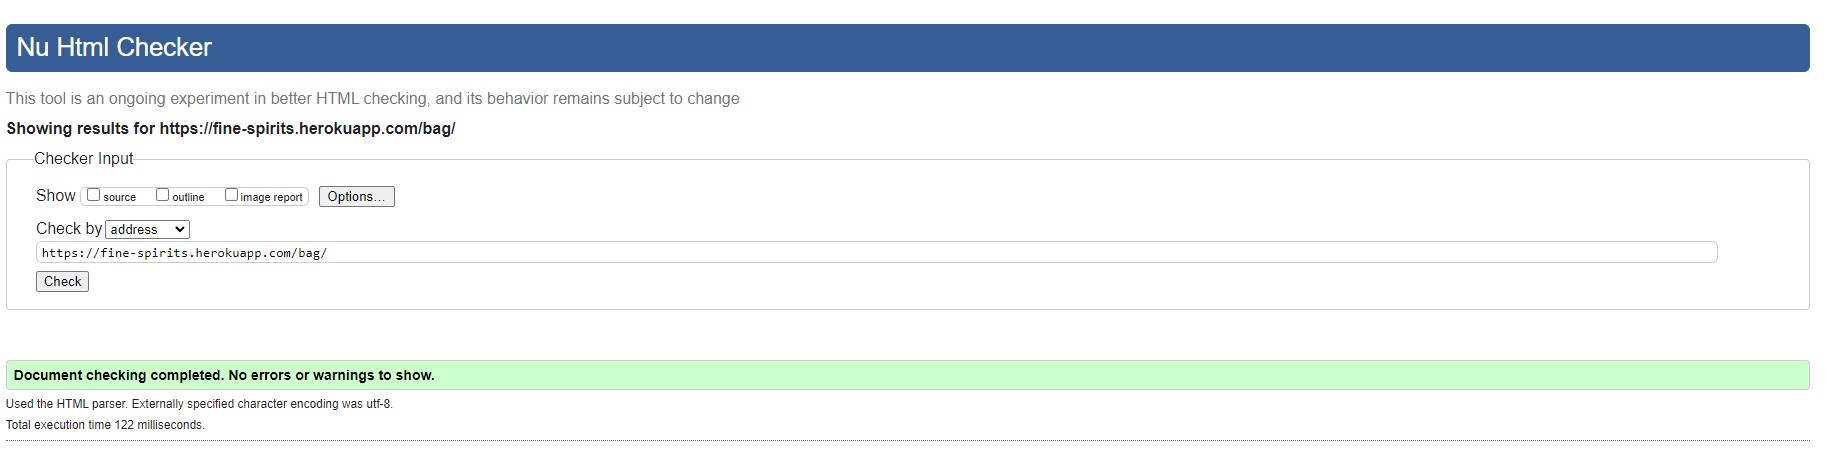 Nu Html Checker
This tool is an ongoing experiment in better HTML checking, and its behavior remains subject to change
Showing results for https://fine-spirits.herokuapp.com/bag/
Checker Input
Show source outline image report Options...
Check by address
https://fine-spirits.herokuapp.com/bag/
Check
Document checking completed. No errors or warnings to show.
Used the HTML parser. Externally specified character encoding was utf-8.
Total execution time 122 milliseconds.